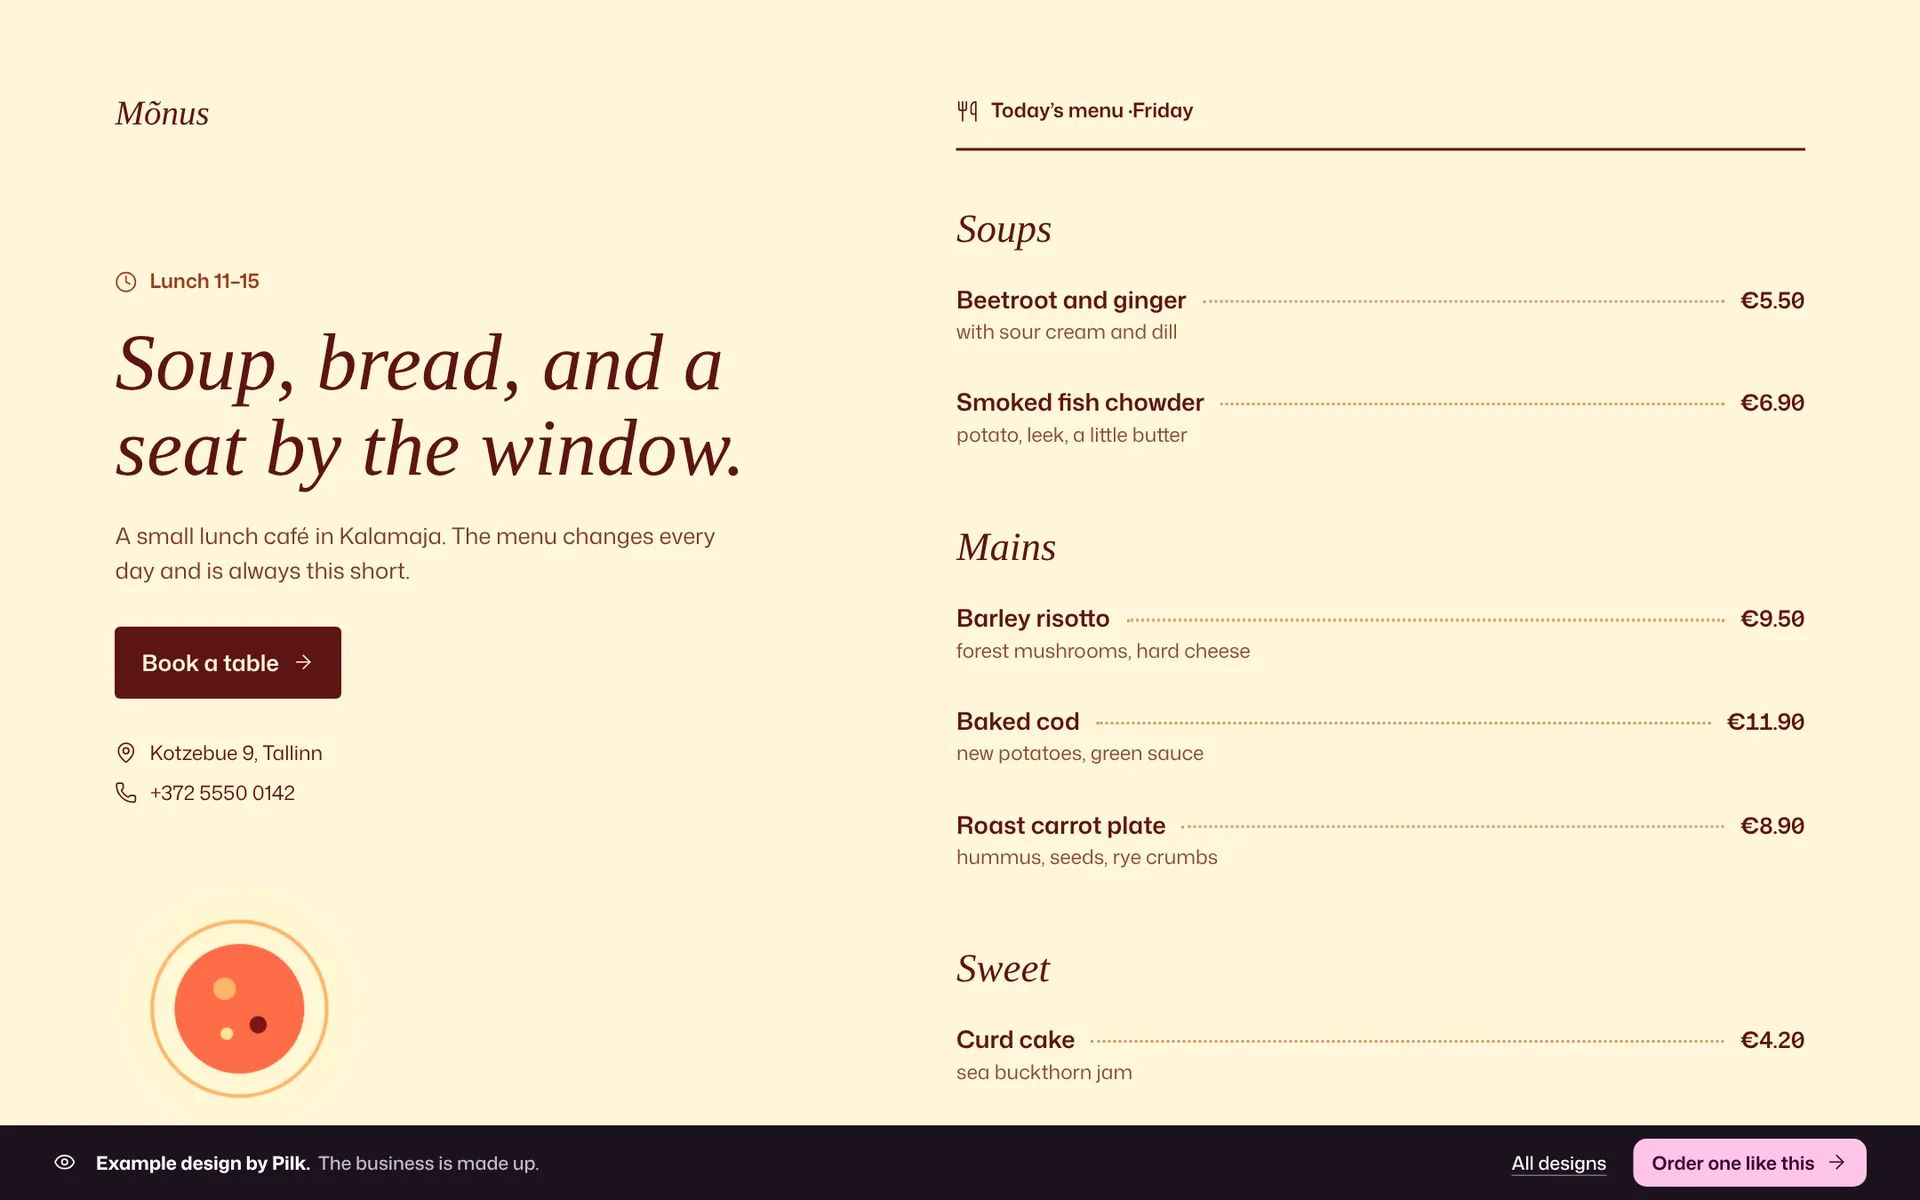 Mõnus
Lunch 11–15
Soup, bread, and a
seat by the window.
A small lunch café in Kalamaja. The menu changes every
day and is always this short.
Book a table
Kotzebue 9, Tallinn
+372 5550 0142
Today’s menu ·Friday
Soups
Beetroot and ginger €5.50
with sour cream and dill
Smoked fish chowder €6.90
potato, leek, a little butter
Mains
Barley risotto €9.50
forest mushrooms, hard cheese
Baked cod €11.90
new potatoes, green sauce
Roast carrot plate €8.90
hummus, seeds, rye crumbs
Sweet
Curd cake €4.20
sea buckthorn jam
Example design by Pilk. The business is made up.
All designs
Order one like this